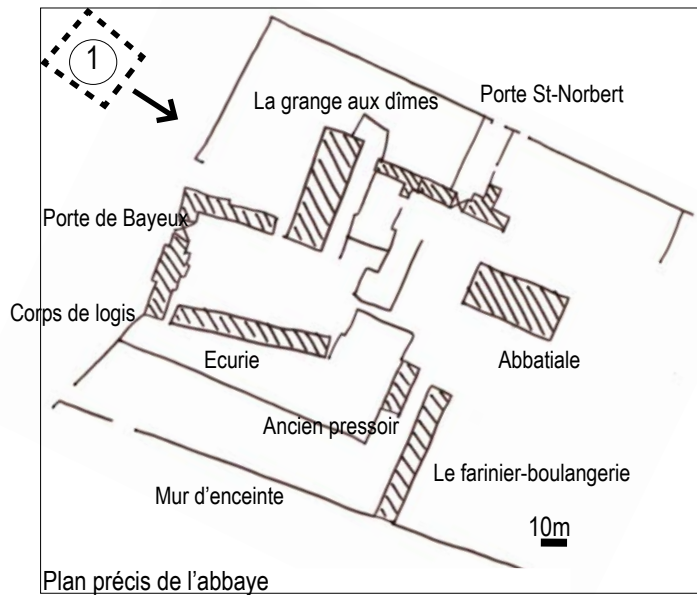 1
La grange aux dîmes
Porte St-Norbert
Porte de Bayeux
Corps de logis
Ecurie
Abbatiale
Ancien pressoir
Le farinier-boulangerie
Mur d’enceinte
10m
Plan précis de l’abbaye